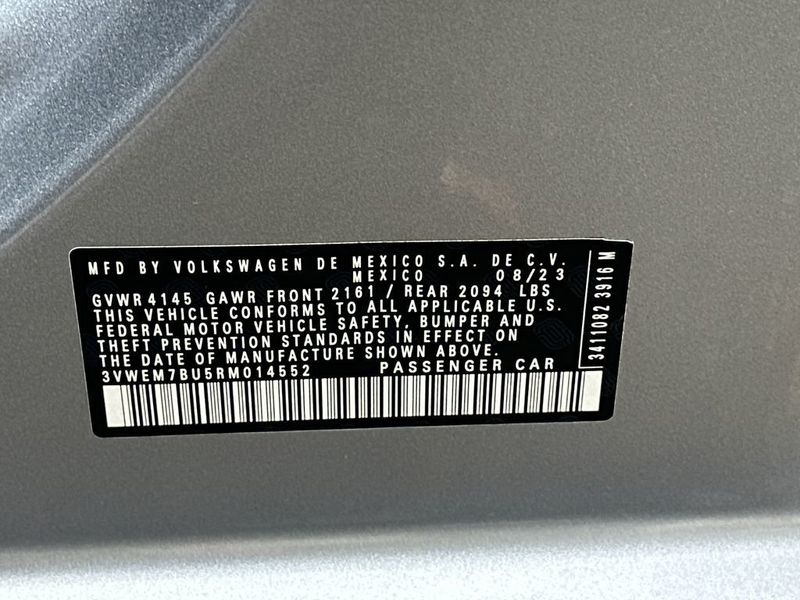 MFD BY VOLKSWAGEN DE MEXICO S.A. DE C.V.
MEXICO 08/23
GVWR 4145 GAWR FRONT 2161 / REAR 2094 LBS
THIS VEHICLE CONFORMS TO ALL APPLICABLE U.S.
FEDERAL MOTOR VEHICLE SAFETY, BUMPER AND
THEFT PREVENTION STANDARDS IN EFFECT ON
THE DATE OF MANUFACTURE SHOWN ABOVE.
3VWEM7BU5RM014552 PASSENGER CAR
3411082 3916 M